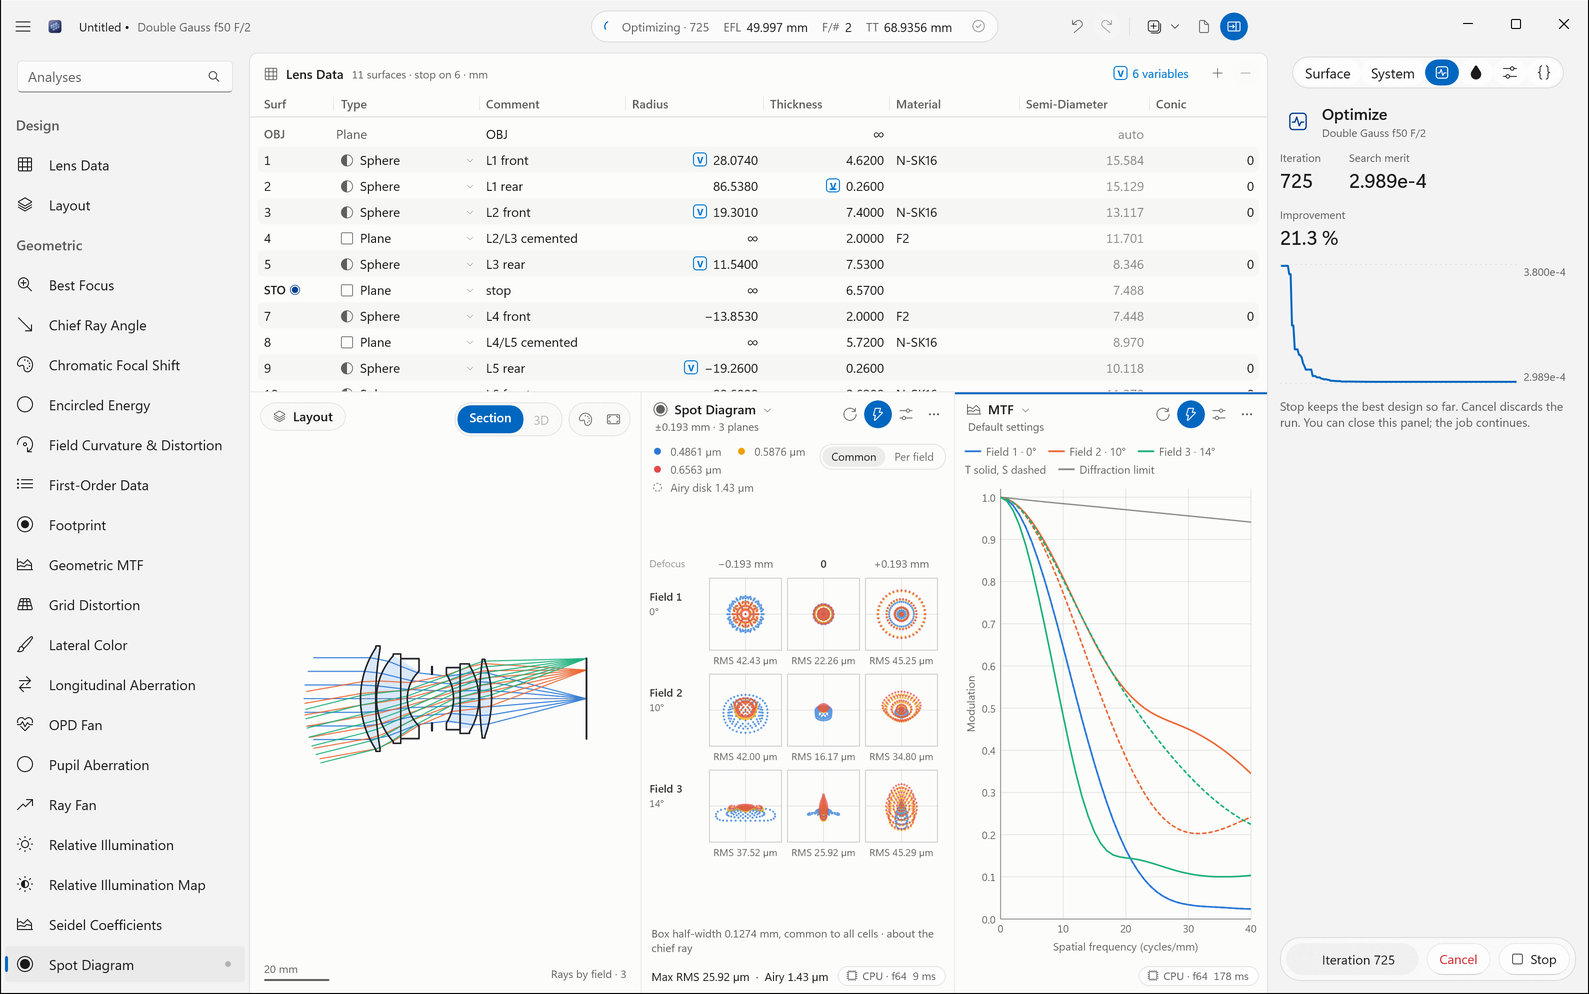 Untitled • Double Gauss f50 F/2
Optimizing · 725 EFL 49.997 mm F/# 2 TT 68.9356 mm
Analyses
Design
Lens Data
Layout
Geometric
Best Focus
Chief Ray Angle
Chromatic Focal Shift
Encircled Energy
Field Curvature & Distortion
First-Order Data
Footprint
Geometric MTF
Grid Distortion
Lateral Color
Longitudinal Aberration
OPD Fan
Pupil Aberration
Ray Fan
Relative Illumination
Relative Illumination Map
Seidel Coefficients
Spot Diagram
Lens Data 11 surfaces · stop on 6 · mm V 6 variables
Surf Type Comment Radius Thickness Material Semi-Diameter Conic
OBJ Plane OBJ ∞ auto
1 Sphere L1 front V 28.0740 4.6200 N-SK16 15.584 0
2 Sphere L1 rear 86.5380 V 0.2600 15.129 0
3 Sphere L2 front V 19.3010 7.4000 N-SK16 13.117 0
4 Plane L2/L3 cemented ∞ 2.0000 F2 11.701
5 Sphere L3 rear V 11.5400 7.5300 8.346 0
STO Plane stop ∞ 6.5700 7.488
7 Sphere L4 front −13.8530 2.0000 F2 7.448 0
8 Plane L4/L5 cemented ∞ 5.7200 N-SK16 8.970
9 Sphere L5 rear V −19.2600 0.2600 10.118 0
Layout
Section 3D
20 mm
Rays by field · 3
Spot Diagram
±0.193 mm · 3 planes
0.4861 µm 0.5876 µm
0.6563 µm
Airy disk 1.43 µm
Common Per field
Defocus −0.193 mm 0 +0.193 mm
Field 1
0°
RMS 42.43 µm RMS 22.26 µm RMS 45.25 µm
Field 2
10°
RMS 42.00 µm RMS 16.17 µm RMS 34.80 µm
Field 3
14°
RMS 37.52 µm RMS 25.92 µm RMS 45.29 µm
Box half-width 0.1274 mm, common to all cells · about the
chief ray
Max RMS 25.92 µm · Airy 1.43 µm CPU · f64 9 ms
MTF
Default settings
Field 1 · 0° Field 2 · 10° Field 3 · 14°
T solid, S dashed Diffraction limit
1.0
0.9
0.8
0.7
0.6
0.5
0.4
0.3
0.2
0.1
0.0
Modulation
0 10 20 30 40
Spatial frequency (cycles/mm)
CPU · f64 178 ms
Surface System { }
Optimize
Double Gauss f50 F/2
Iteration Search merit
725 2.989e-4
Improvement
21.3 %
3.800e-4
2.989e-4
Stop keeps the best design so far. Cancel discards the
run. You can close this panel; the job continues.
Iteration 725 Cancel Stop